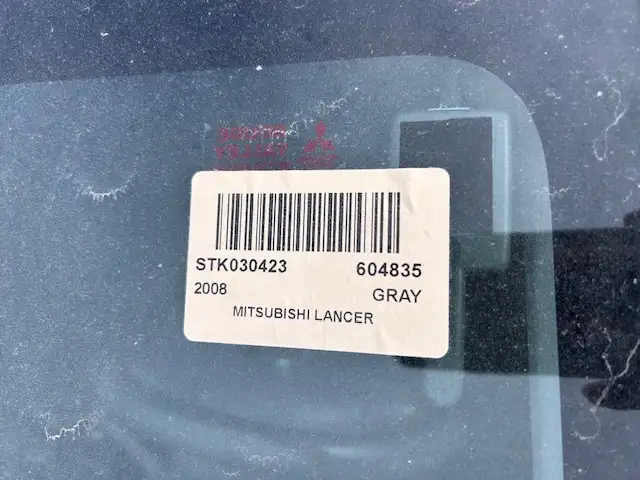 STK030423 604835
2008 GRAY
MITSUBISHI LANCER